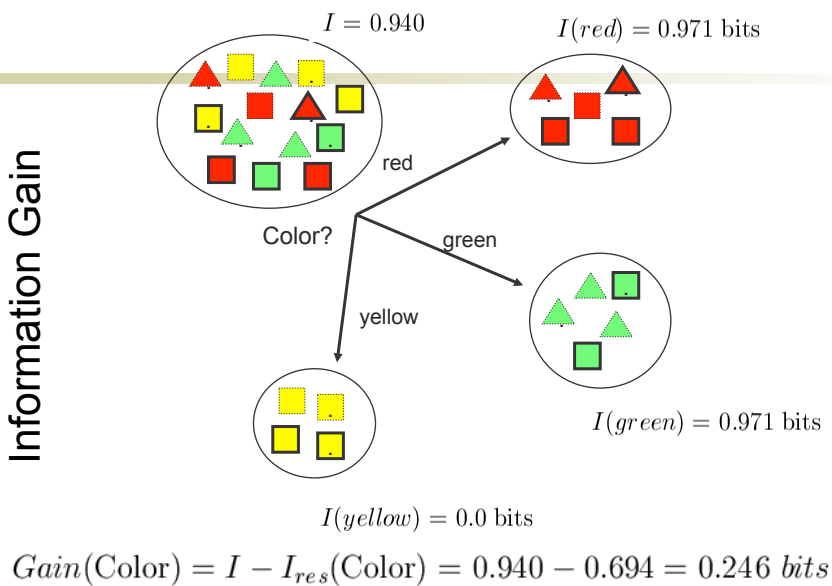 Information Gain
I = 0.940
I(red) = 0.971 bits
red
Color?
green
yellow
I(green) = 0.971 bits
I(yellow) = 0.0 bits
Gain(Color) = I − I_res(Color) = 0.940 − 0.694 = 0.246 bits